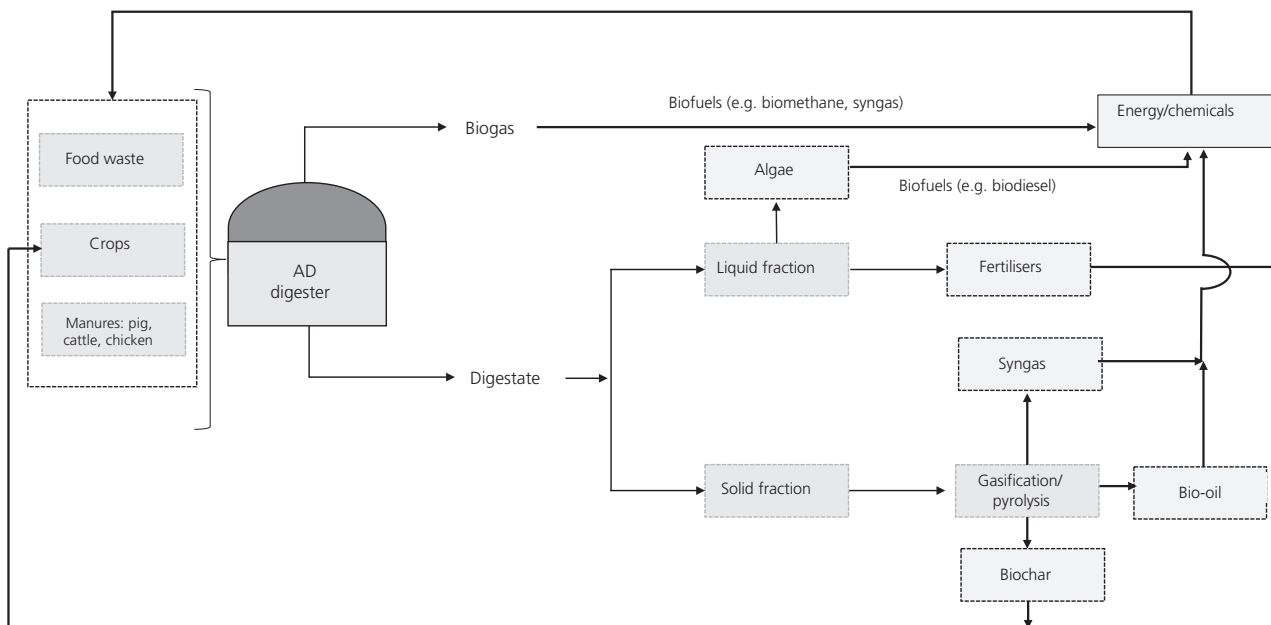 Biofuels (e.g. biomethane, syngas)
Energy/chemicals
Biogas
Food waste
Algae
Biofuels (e.g. biodiesel)
Crops
AD
digester
Liquid fraction
Fertilisers
Manures: pig,
cattle, chicken
Syngas
Digestate
Solid fraction
Gasification/
pyrolysis
Bio-oil
Biochar